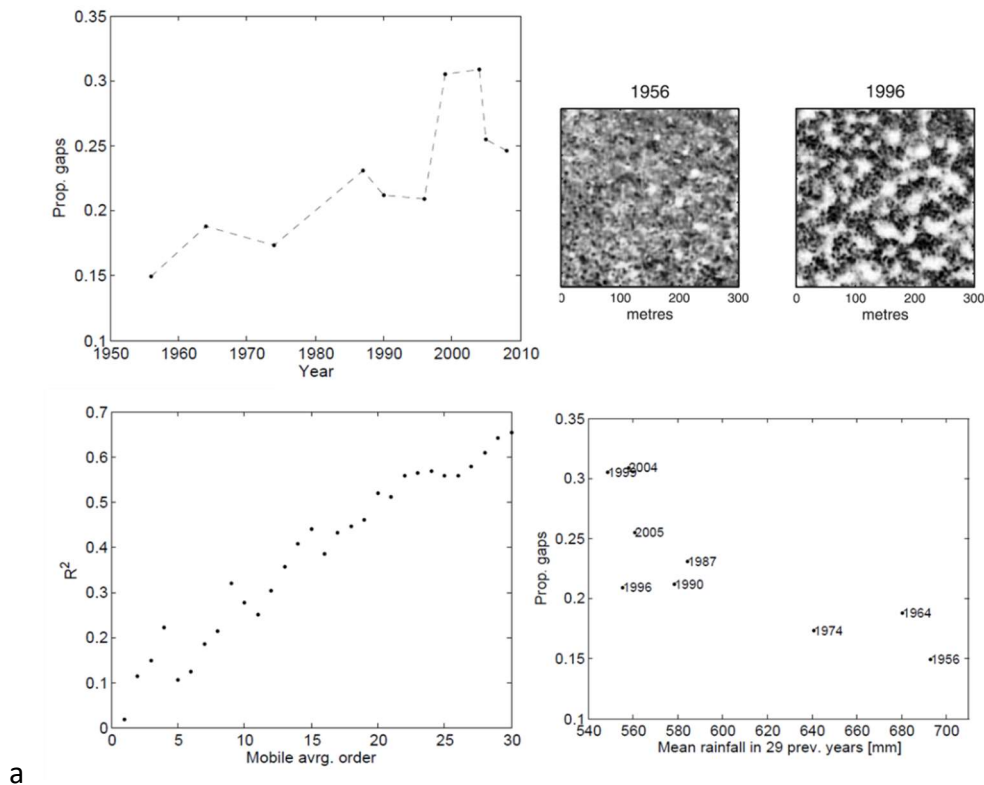 0.35
0.3
0.25
0.2
0.15
0.1
Prop. gaps
1950 1960 1970 1980 1990 2000 2010
Year
1956
0 100 200 300
metres
1996
0 100 200 300
metres
0.7
0.6
0.5
0.4
0.3
0.2
0.1
0
R2
0 5 10 15 20 25 30
Mobile avrg. order
0.35
0.3
0.25
0.2
0.15
0.1
Prop. gaps
2004
1999
2005
1987
1996
1990
1974
1964
1956
540 560 580 600 620 640 660 680 700
Mean rainfall in 29 prev. years [mm]
a